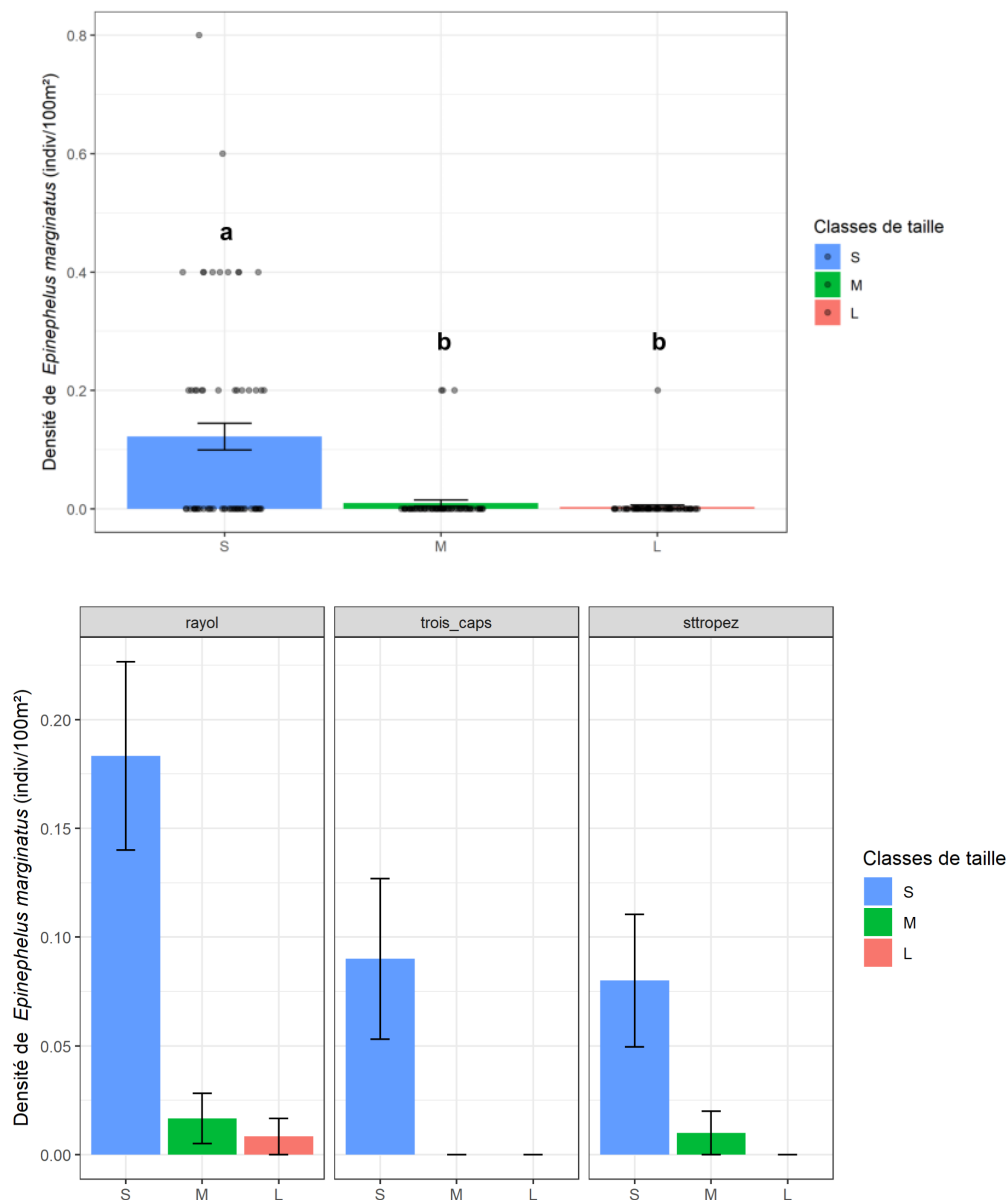 Densité de Epinephelus marginatus (indiv/100m²)
0.8
0.6
0.4
0.2
0.0
a
b
b
S
M
L
Classes de taille
S
M
L
rayol
trois_caps
sttropez
Densité de Epinephelus marginatus (indiv/100m²)
0.20
0.15
0.10
0.05
0.00
S
M
L
S
M
L
S
M
L
Classes de taille
S
M
L